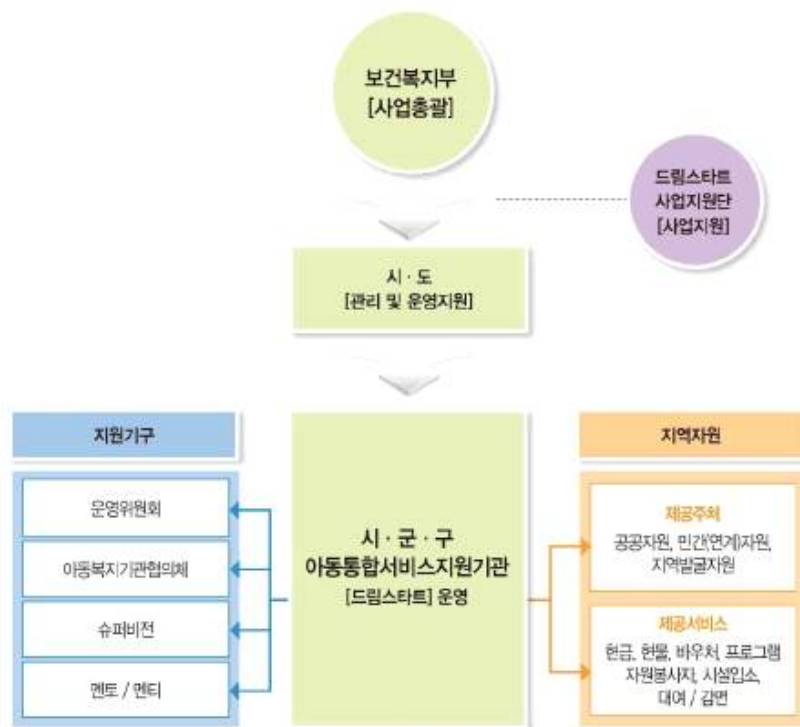 보건복지부
[사업총괄]
드림스타트
사업지원단
[사업지원]
시 · 도
[관리 및 운영지원]
지원기구
운영위원회
아동복지기관협의체
슈퍼비전
멘토 / 멘티
시 · 군 · 구
아동통합서비스지원기관
[드림스타트] 운영
지역자원
제공주체
공공자원, 민간(연계)자원,
지역발굴자원
제공서비스
현금, 현물, 바우처, 프로그램
자원봉사자, 시설입소,
대여 / 감면